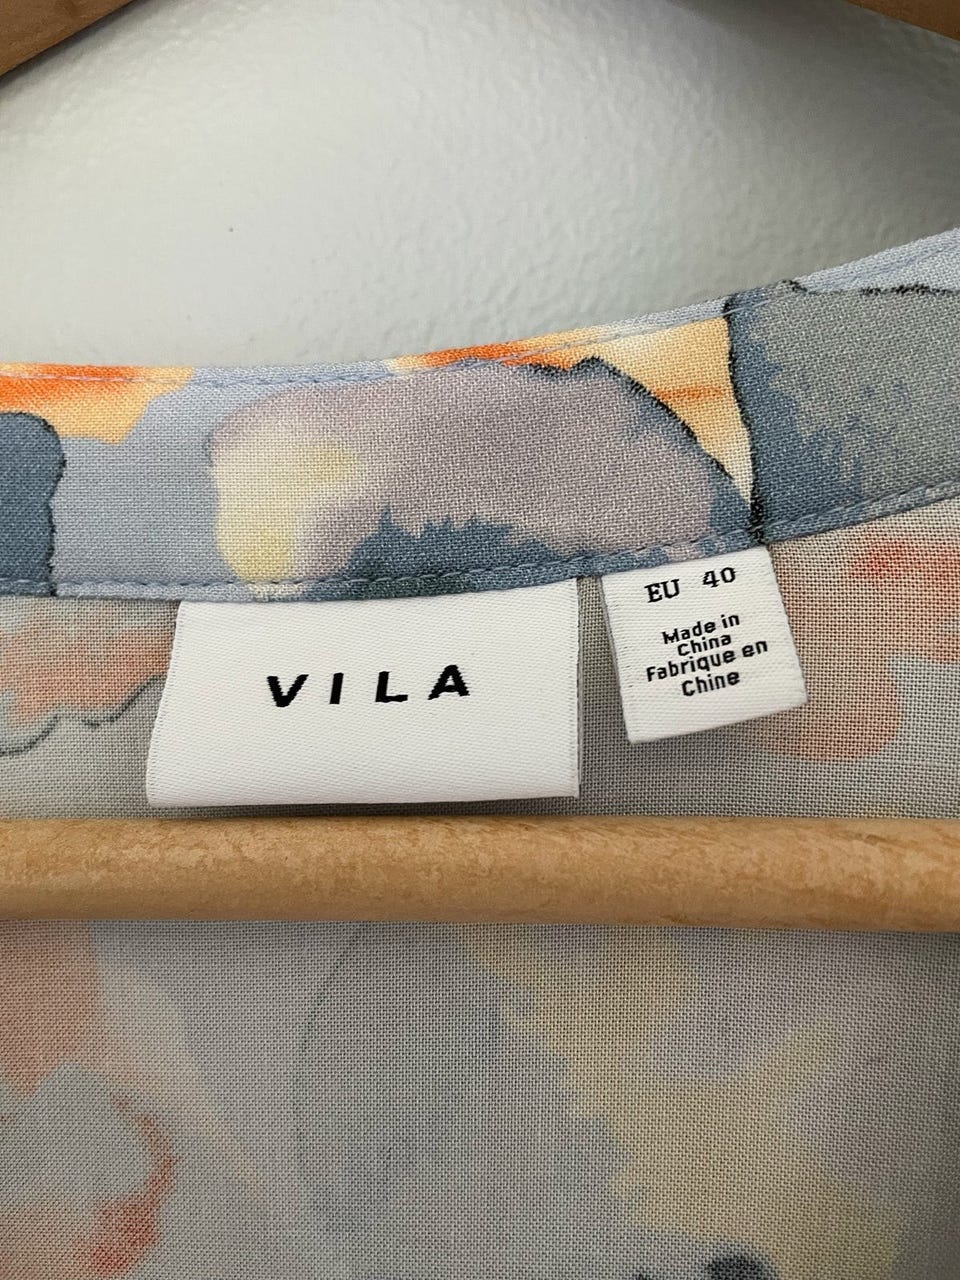 VILA
EU 40
Made in
China
Fabrique en
Chine